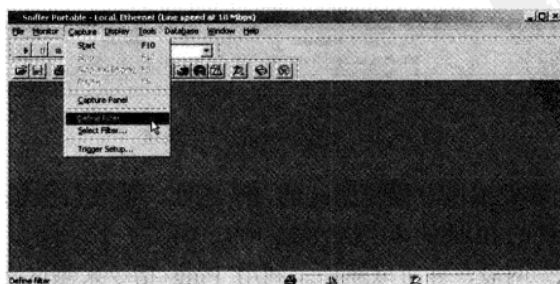 Sniffer Portable - Local, Ethernet (Line speed at 10 Mbps)
File Monitor Capture Display Tools Database Window Help
Start F10
Stop
Capture Panel
Define Filter...
Select Filter...
Trigger Setup...
Define filter